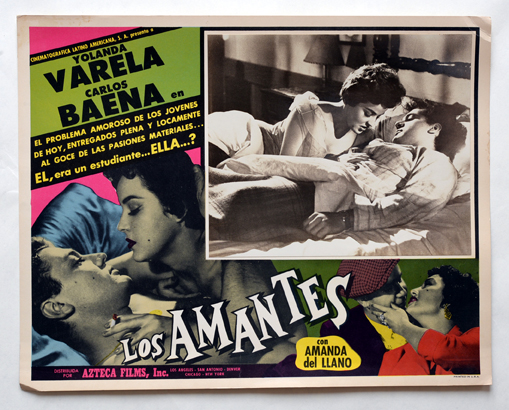 CINEMATOGRAFICA LATINO AMERICANA, S. A. presenta a
YOLANDA
VARELA
CARLOS
BAENA en
EL PROBLEMA AMOROSO DE LOS JOVENES
DE HOY, ENTREGADOS PLENA Y LOCAMENTE
AL GOCE DE LAS PASIONES MATERIALES...
EL, era un estudiante...ELLA...?
LOS AMANTES
con
AMANDA
del LLANO
DISTRIBUIDA
POR
AZTECA FILMS, Inc.
LOS ANGELES - SAN ANTONIO - DENVER
CHICAGO - NEW YORK